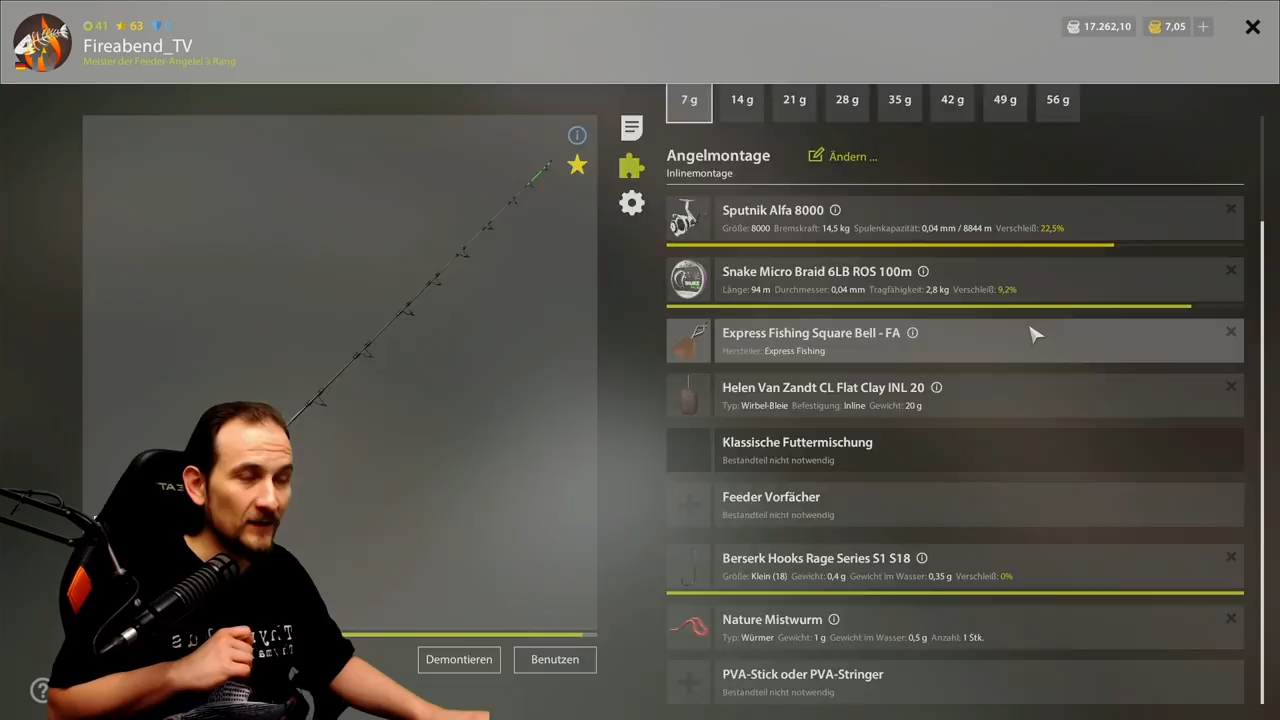 41 63
Fireabend_TV
Meister der Feeder-Angelei a Rang
17.262,10 7,05
7 g 14 g 21 g 28 g 35 g 42 g 49 g 56 g
Angelmontage Ändern ...
Inlinemontage
Sputnik Alfa 8000
Größe: 8000 Bremskraft: 14,5 kg Spulenkapazität: 0,04 mm / 8844 m Verschleiß: 22,5%
Snake Micro Braid 6LB ROS 100m
Länge: 94 m Durchmesser: 0,04 mm Tragfähigkeit: 2,8 kg Verschleiß: 9,2%
Express Fishing Square Bell - FA
Hersteller: Express Fishing
Helen Van Zandt CL Flat Clay INL 20
Typ: Wirbel-Bleie Befestigung: Inline Gewicht: 20 g
Klassische Futtermischung
Bestandteil nicht notwendig
Feeder Vorfächer
Bestandteil nicht notwendig
Berserk Hooks Rage Series S1 S18
Größe: Klein (18) Gewicht: 0,4 g Gewicht im Wasser: 0,35 g Verschleiß: 0%
Nature Mistwurm
Typ: Würmer Gewicht: 1 g Gewicht im Wasser: 0,5 g Anzahl: 1 Stk.
PVA-Stick oder PVA-Stringer
Bestandteil nicht notwendig
Demontieren Benutzen